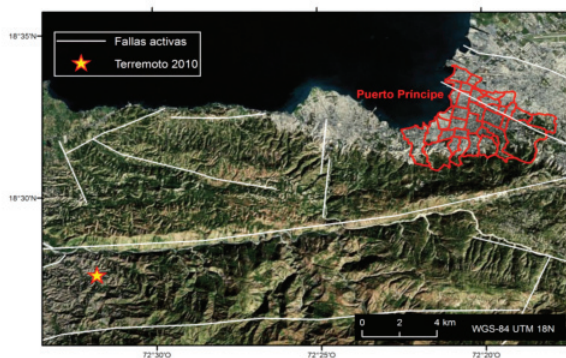 18°35'N
Fallas activas
Terremoto 2010
Puerto Príncipe
18°30'N
0 2 4 km
WGS-84 UTM 18N
72°30'O
72°25'O
72°20'O